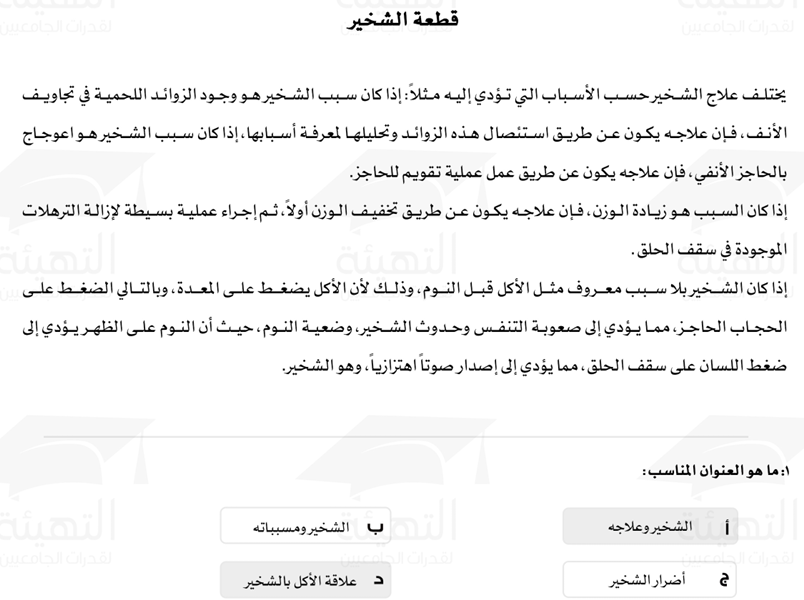 قطعة الشخير
يختلف علاج الشخير حسب الأسباب التي تؤدي إليه مثلاً: إذا كان سبب الشخير هو وجود الزوائد اللحمية في تجاويف
الأنف، فإن علاجه يكون عن طريق استئصال هذه الزوائد وتحليلها لمعرفة أسبابها، إذا كان سبب الشخير هو اعوجاج
بالحاجز الأنفي، فإن علاجه يكون عن طريق عمل عملية تقويم للحاجز.
إذا كان السبب هو زيادة الوزن، فإن علاجه يكون عن طريق تخفيف الوزن أولاً، ثم إجراء عملية بسيطة لإزالة الترهلات
الموجودة في سقف الحلق.
إذا كان الشخير بلا سبب معروف مثل الأكل قبل النوم، وذلك لأن الأكل يضغط على المعدة، وبالتالي الضغط على
الحجاب الحاجز، مما يؤدي إلى صعوبة التنفس وحدوث الشخير، وضعية النوم، حيث أن النوم على الظهر يؤدي إلى
ضغط اللسان على سقف الحلق، مما يؤدي إلى إصدار صوتاً اهتزازياً، وهو الشخير.
١: ما هو العنوان المناسب:
أ الشخير وعلاجه
ب الشخير ومسبباته
ج أضرار الشخير
د علاقة الأكل بالشخير
التهيئة
لقدرات الجامعيين